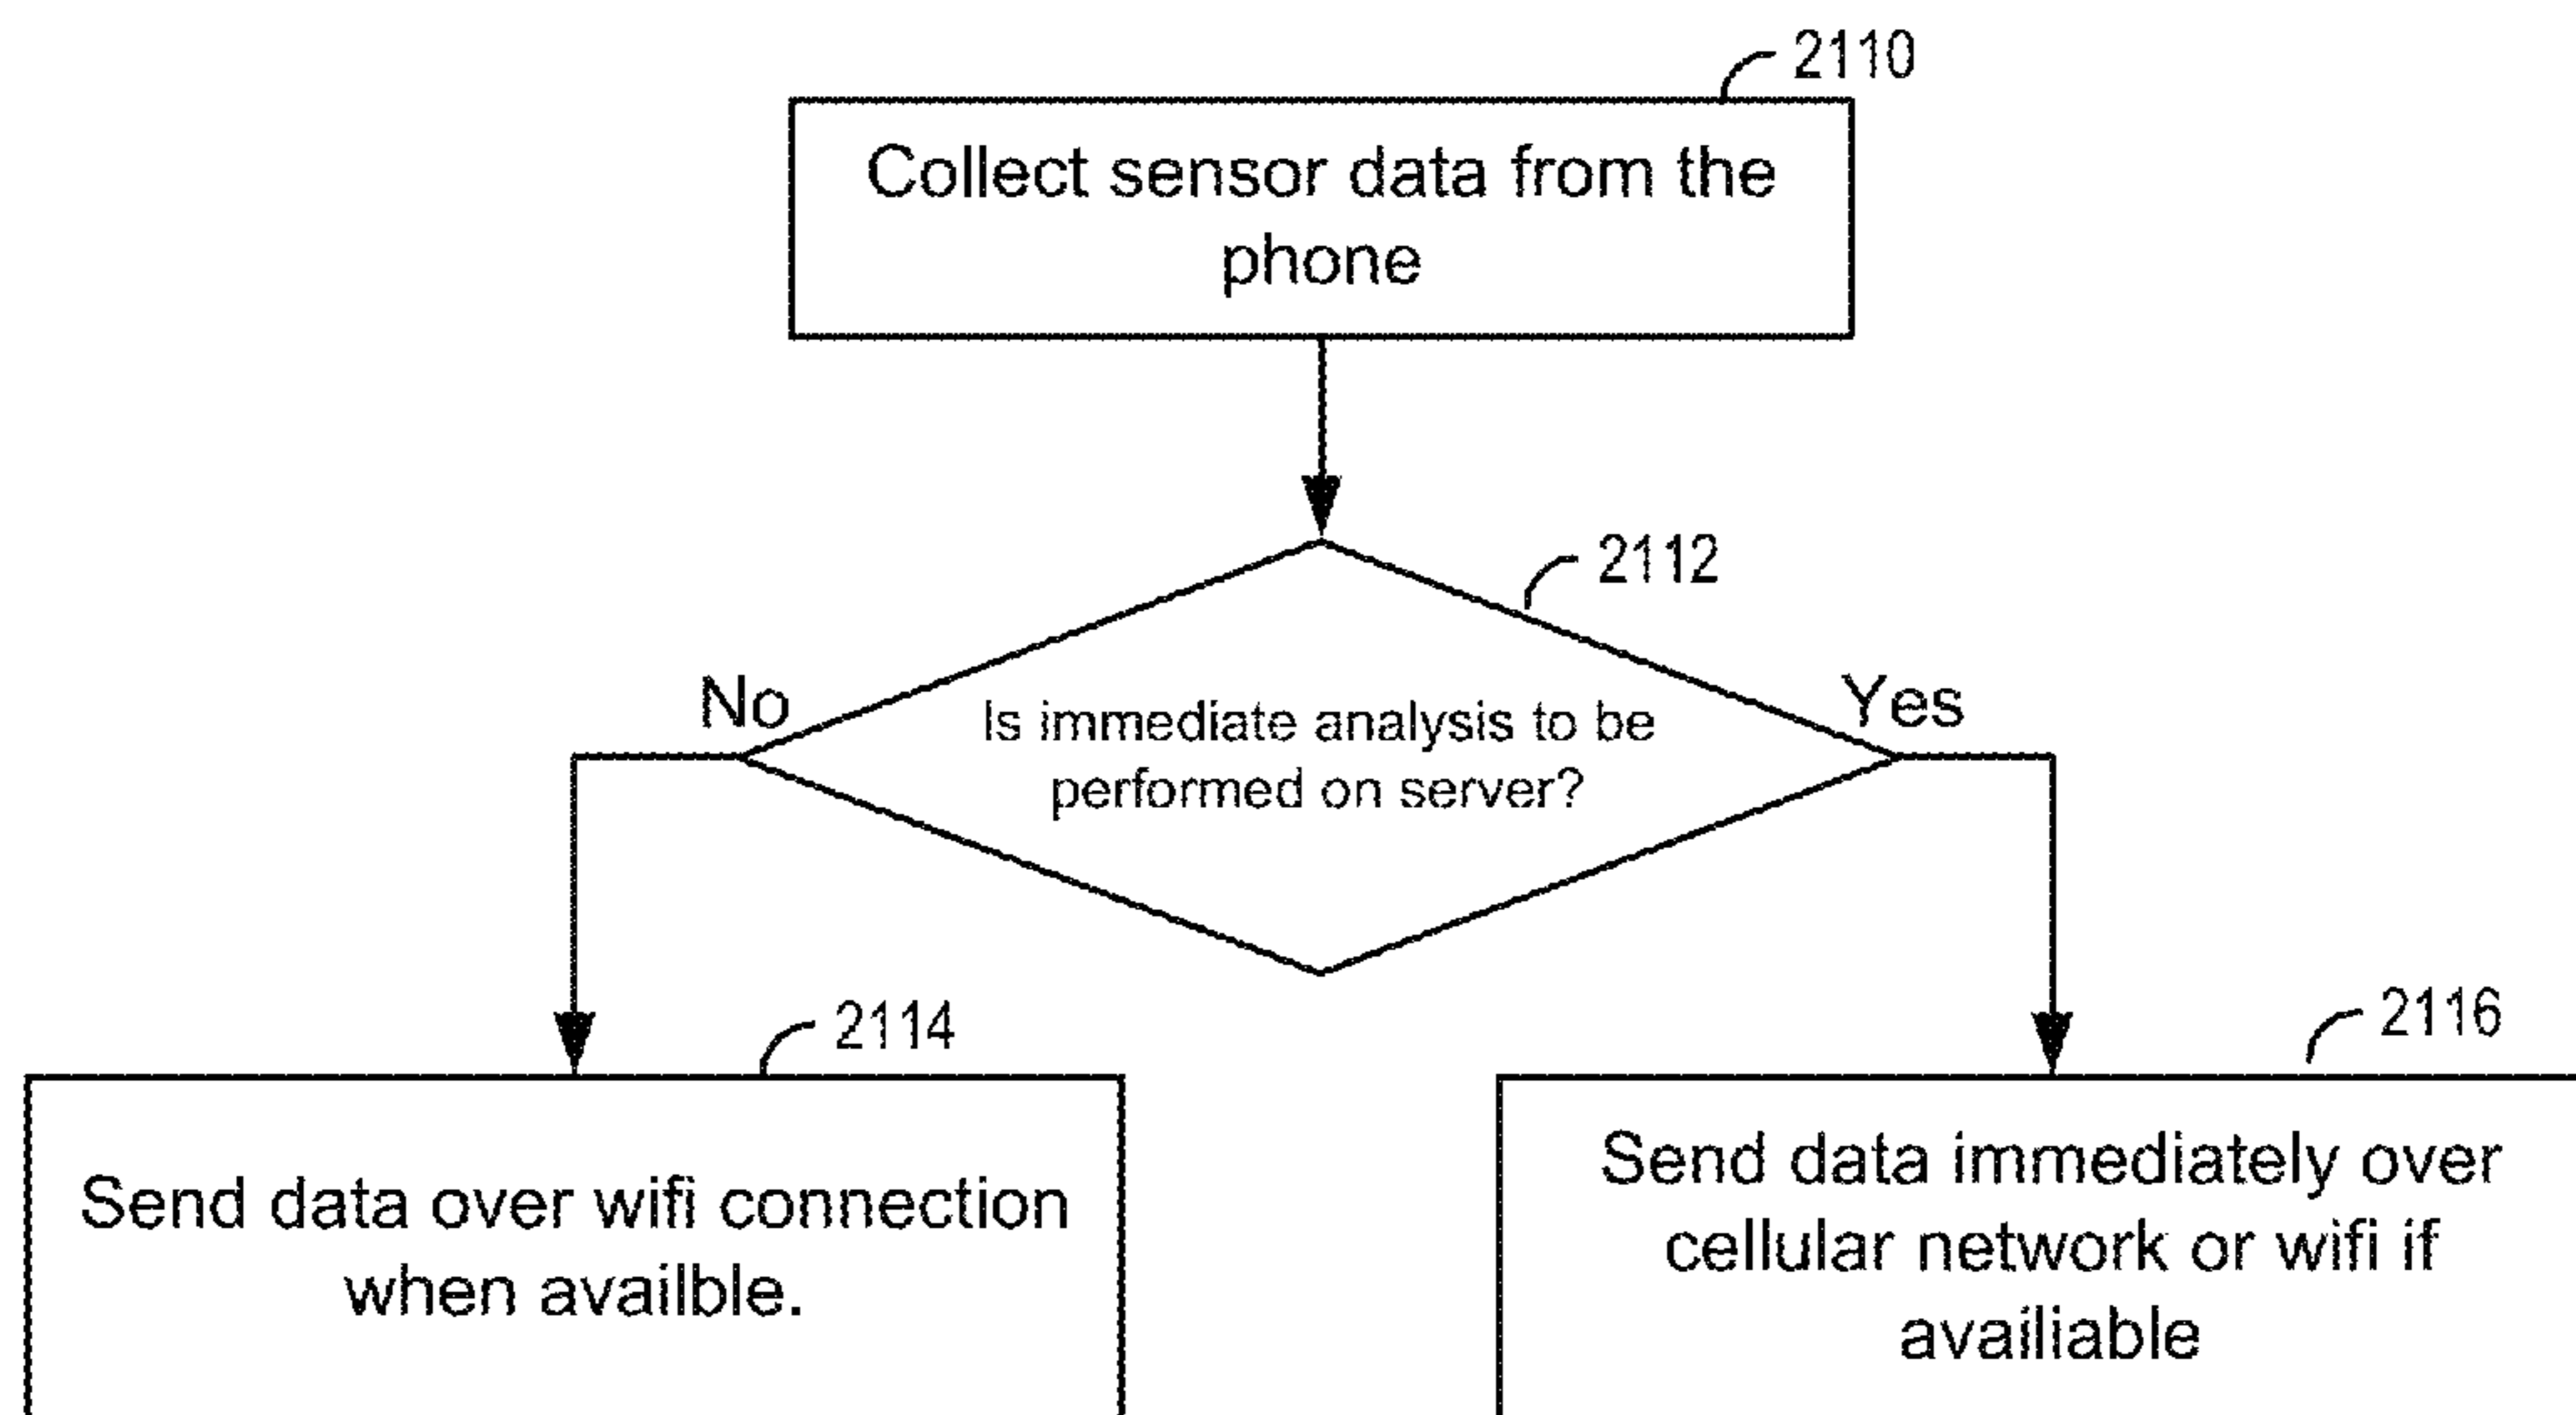 2110
Collect sensor data from the
phone
2112
No
Yes
Is immediate analysis to be
performed on server?
2114
2116
Send data over wifi connection
when availble.
Send data immediately over
cellular network or wifi if
availiable